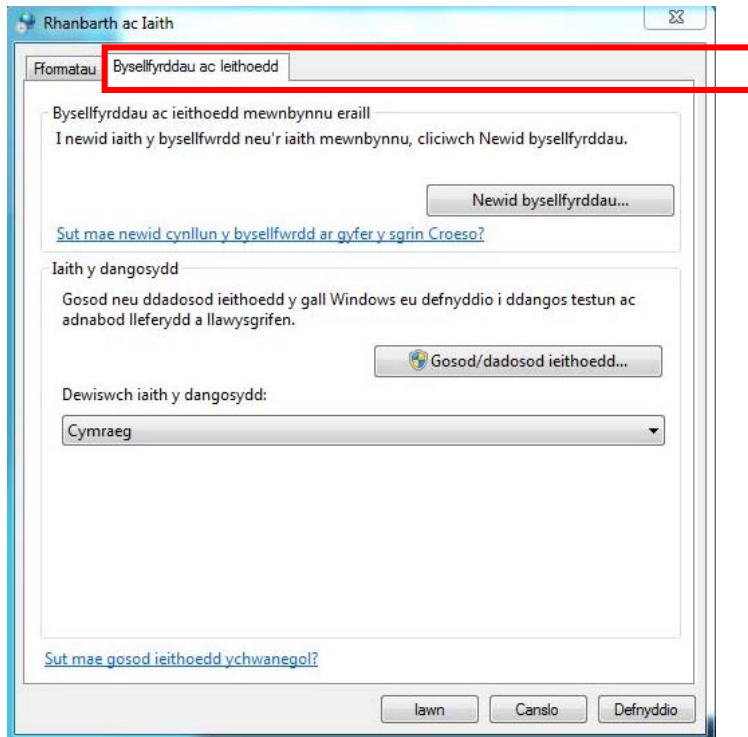 Rhanbarth ac Iaith
Fformatau
Bysellfyrddau ac Ieithoedd
Bysellfyrddau ac ieithoedd mewnbynnu eraill
I newid iaith y bysellfwrdd neu'r iaith mewnbynnu, cliciwch Newid bysellfyrddau.
Newid bysellfyrddau...
Sut mae newid cynllun y bysellfwrdd ar gyfer y sgrin Croeso?
Iaith y dangosydd
Gosod neu ddadosod ieithoedd y gall Windows eu defnyddio i ddangos testun ac
adnabod lleferydd a llawysgrifen.
Gosod/dadosod ieithoedd...
Dewiswch iaith y dangosydd:
Cymraeg
Sut mae gosod ieithoedd ychwanegol?
Iawn
Canslo
Defnyddio